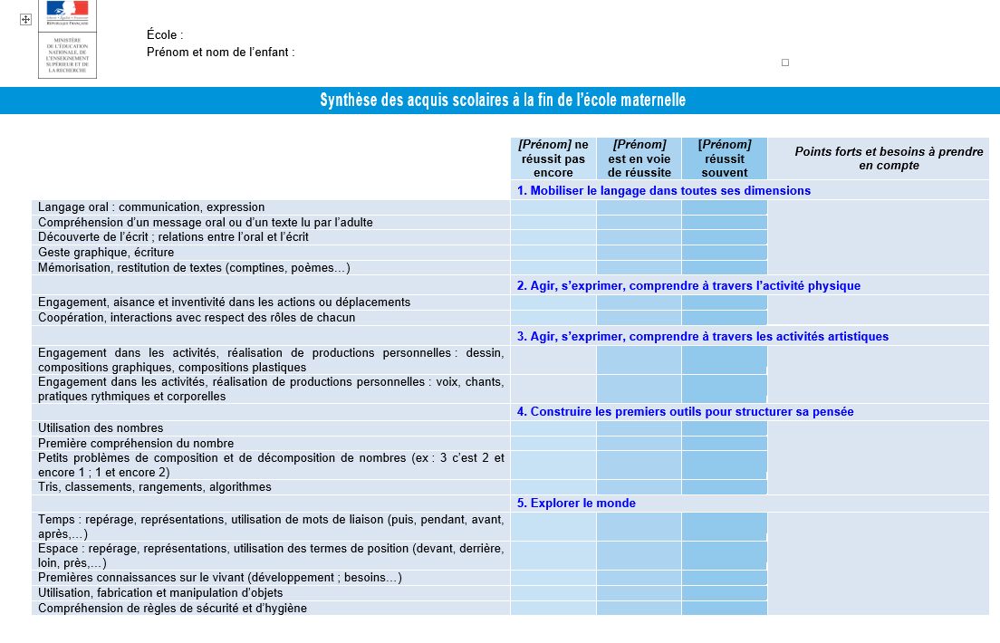 Liberté • Égalité • Fraternité
RÉPUBLIQUE FRANÇAISE
MINISTÈRE
DE L'ÉDUCATION
NATIONALE, DE
L'ENSEIGNEMENT
SUPÉRIEUR ET DE
LA RECHERCHE
École :
Prénom et nom de l'enfant :
Synthèse des acquis scolaires à la fin de l'école maternelle
[Prénom] ne
réussit pas
encore
[Prénom]
est en voie
de réussite
[Prénom]
réussit
souvent
Points forts et besoins à prendre
en compte
1. Mobiliser le langage dans toutes ses dimensions
Langage oral : communication, expression
Compréhension d'un message oral ou d'un texte lu par l'adulte
Découverte de l'écrit ; relations entre l'oral et l'écrit
Geste graphique, écriture
Mémorisation, restitution de textes (comptines, poèmes…)
2. Agir, s'exprimer, comprendre à travers l'activité physique
Engagement, aisance et inventivité dans les actions ou déplacements
Coopération, interactions avec respect des rôles de chacun
3. Agir, s'exprimer, comprendre à travers les activités artistiques
Engagement dans les activités, réalisation de productions personnelles : dessin,
compositions graphiques, compositions plastiques
Engagement dans les activités, réalisation de productions personnelles : voix, chants,
pratiques rythmiques et corporelles
4. Construire les premiers outils pour structurer sa pensée
Utilisation des nombres
Première compréhension du nombre
Petits problèmes de composition et de décomposition de nombres (ex : 3 c'est 2 et
encore 1 ; 1 et encore 2)
Tris, classements, rangements, algorithmes
5. Explorer le monde
Temps : repérage, représentations, utilisation de mots de liaison (puis, pendant, avant,
après,…)
Espace : repérage, représentations, utilisation des termes de position (devant, derrière,
loin, près,…)
Premières connaissances sur le vivant (développement ; besoins…)
Utilisation, fabrication et manipulation d'objets
Compréhension de règles de sécurité et d'hygiène